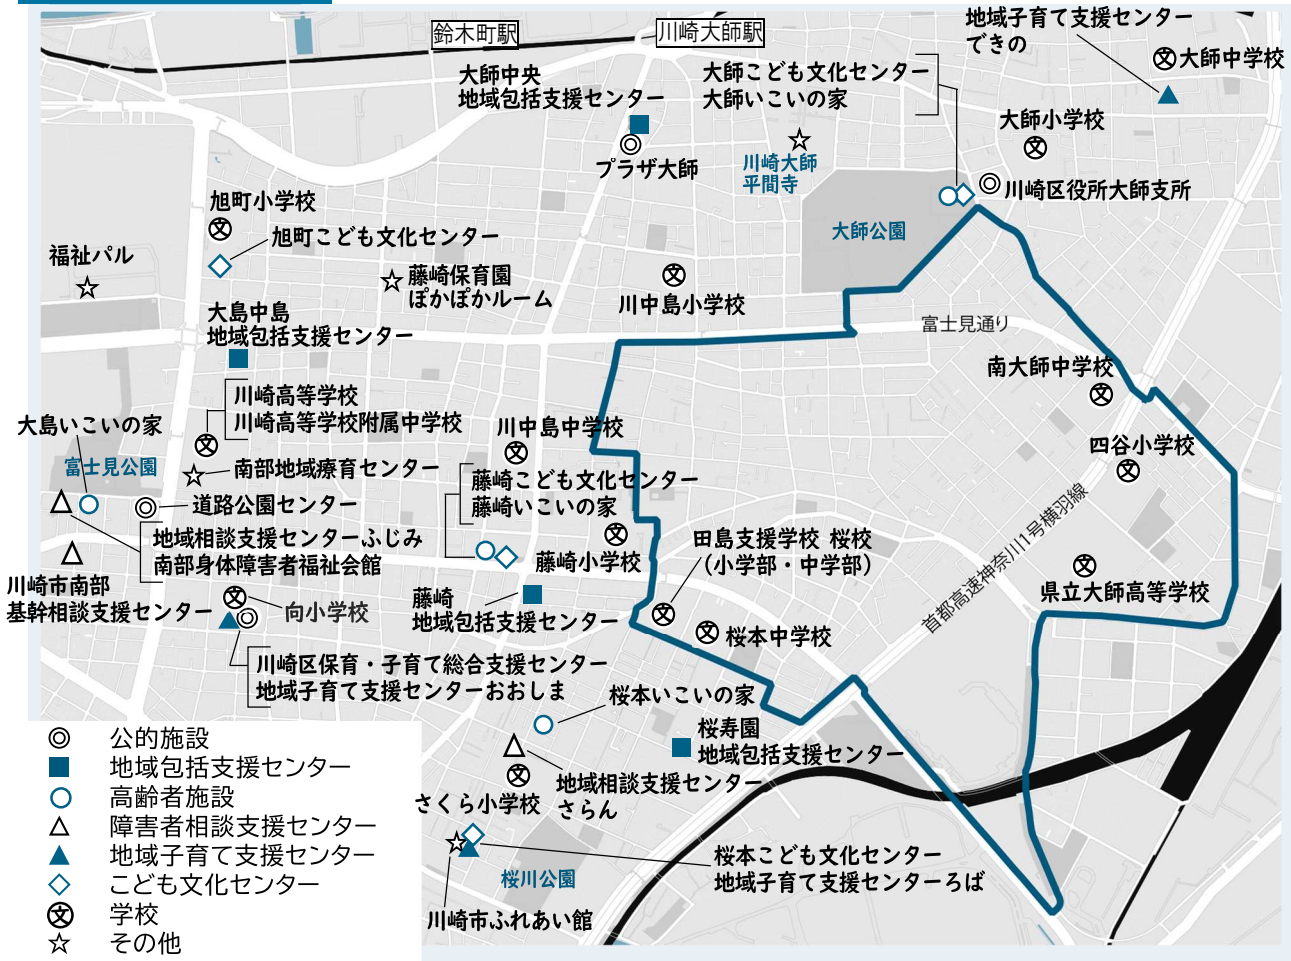 鈴木町駅
川崎大師駅
地域子育て支援センター
できの
大師中学校
大師中央
地域包括支援センター
大師こども文化センター
大師いこいの家
大師小学校
プラザ大師
川崎大師
平間寺
川崎区役所大師支所
旭町小学校
大師公園
旭町こども文化センター
福祉パル
藤崎保育園
ぽかぽかルーム
川中島小学校
大島中島
地域包括支援センター
富士見通り
南大師中学校
川崎高等学校
川崎高等学校附属中学校
大島いこいの家
川中島中学校
四谷小学校
富士見公園
南部地域療育センター
藤崎こども文化センター
藤崎いこいの家
道路公園センター
首都高速神奈川1号横羽線
地域相談支援センターふじみ
南部身体障害者福祉会館
藤崎小学校
田島支援学校 桜校
（小学部・中学部）
川崎市南部
基幹相談支援センター
向小学校
藤崎
地域包括支援センター
県立大師高等学校
桜本中学校
川崎区保育・子育て総合支援センター
地域子育て支援センターおおしま
桜本いこいの家
桜寿園
地域包括支援センター
地域相談支援センター
さらん
さくら小学校
桜本こども文化センター
地域子育て支援センターろば
桜川公園
川崎市ふれあい館
公的施設
地域包括支援センター
高齢者施設
障害者相談支援センター
地域子育て支援センター
こども文化センター
文 学校
その他